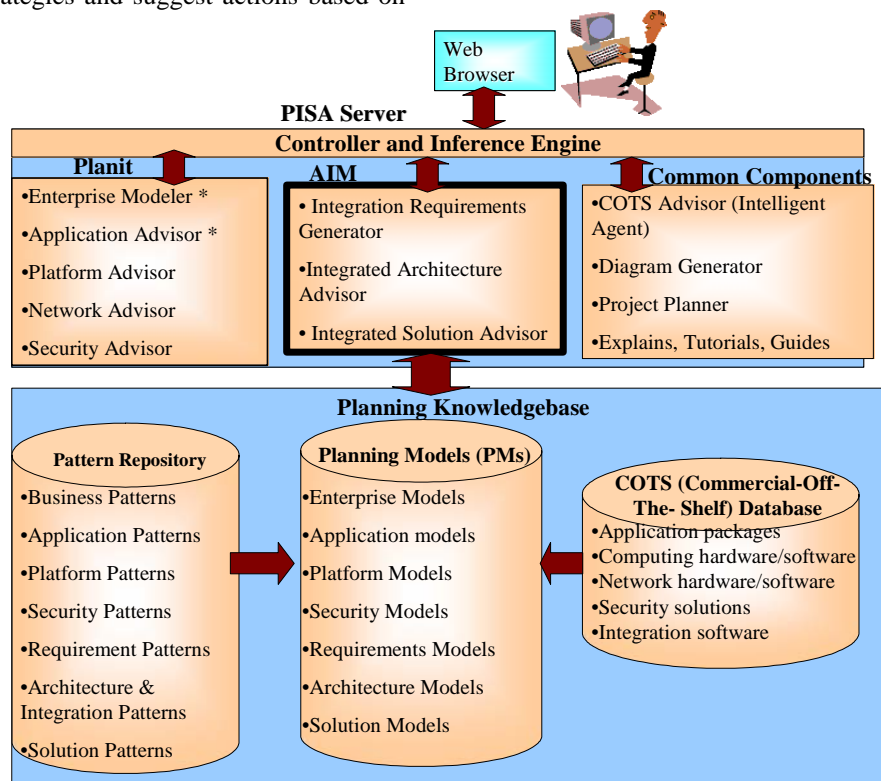 rategies and suggest actions based on
Web
Browser
PISA Server
Controller and Inference Engine
Planit
•Enterprise Modeler *
•Application Advisor *
•Platform Advisor
•Network Advisor
•Security Advisor
AIM
• Integration Requirements
Generator
•Integrated Architecture
Advisor
• Integrated Solution Advisor
Common Components
•COTS Advisor (Intelligent
Agent)
•Diagram Generator
•Project Planner
•Explains, Tutorials, Guides
Planning Knowledgebase
Pattern Repository
•Business Patterns
•Application Patterns
•Platform Patterns
•Security Patterns
•Requirement Patterns
•Architecture &
Integration Patterns
•Solution Patterns
Planning Models (PMs)
•Enterprise Models
•Application models
•Platform Models
•Security Models
•Requirements Models
•Architecture Models
•Solution Models
COTS (Commercial-Off-
The- Shelf) Database
•Application packages
•Computing hardware/software
•Network hardware/software
•Security solutions
•Integration software